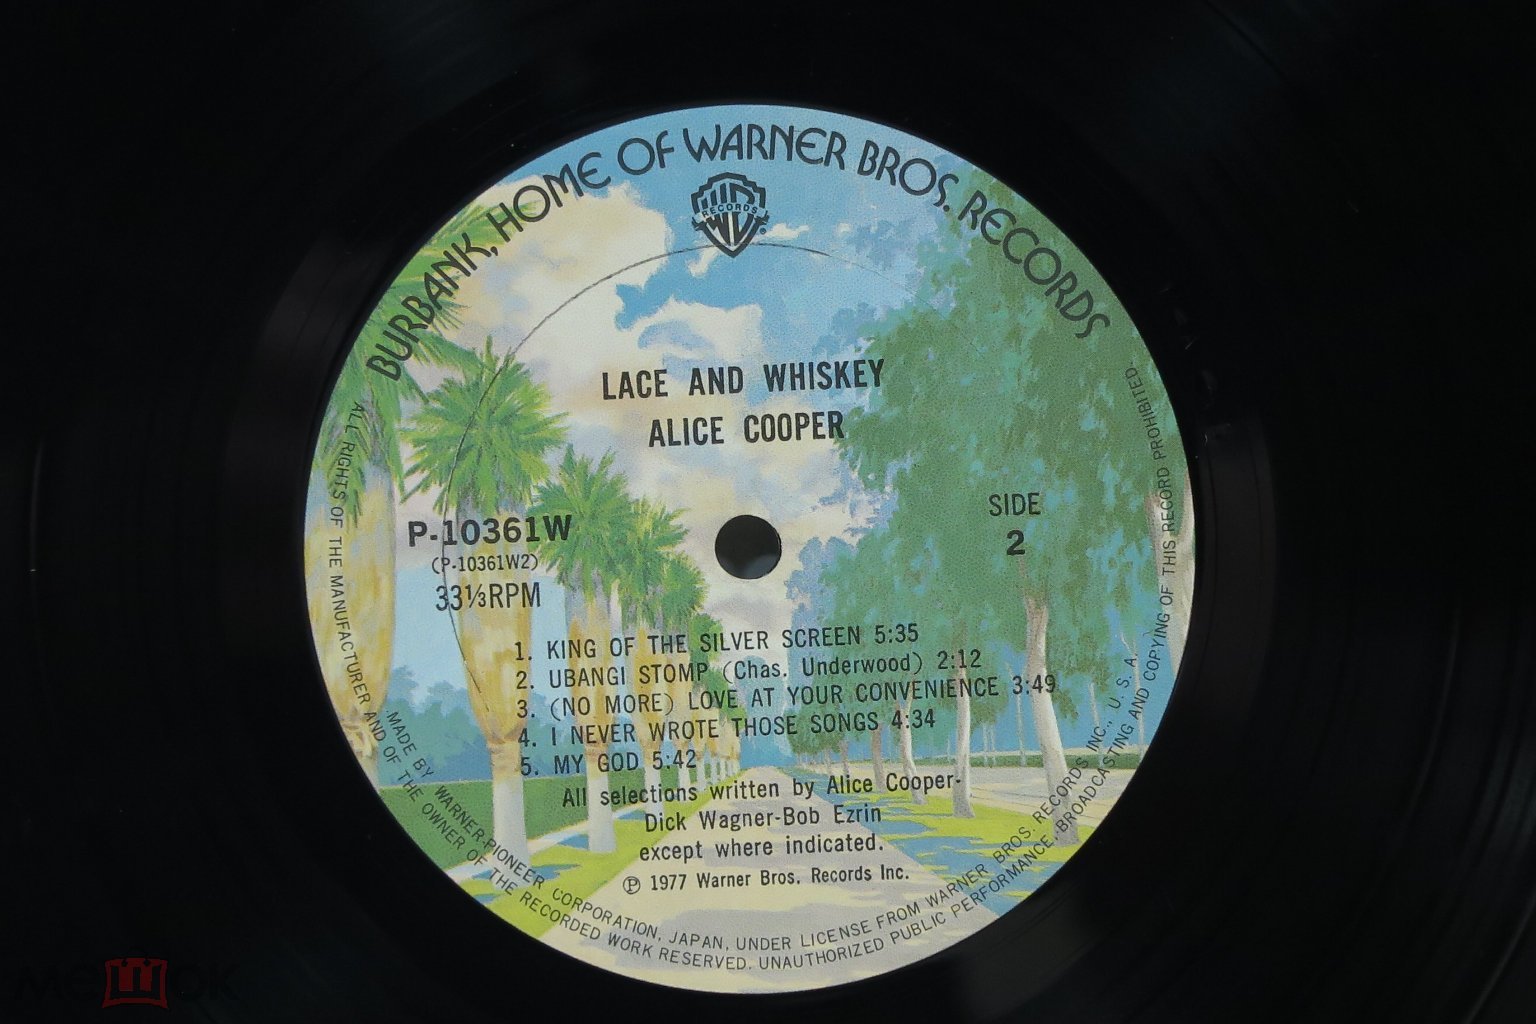 BURBANK, HOME OF WARNER BROS. RECORDS
RECORDS
LACE AND WHISKEY
ALICE COOPER
P-10361W
(P-10361W2)
33⅓RPM
SIDE
2
1. KING OF THE SILVER SCREEN 5:35
2. UBANGI STOMP (Chas. Underwood) 2:12
3. (NO MORE) LOVE AT YOUR CONVENIENCE 3:49
4. I NEVER WROTE THOSE SONGS 4:34
5. MY GOD 5:42
All selections written by Alice Cooper-
Dick Wagner-Bob Ezrin
except where indicated.
℗ 1977 Warner Bros. Records Inc.
MADE BY WARNER-PIONEER CORPORATION, JAPAN, UNDER LICENSE FROM WARNER BROS. RECORDS INC., U. S. A.
ALL RIGHTS OF THE MANUFACTURER AND OF THE OWNER OF THE RECORDED WORK RESERVED. UNAUTHORIZED PUBLIC PERFORMANCE, BROADCASTING AND COPYING OF THIS RECORD PROHIBITED.
мешок